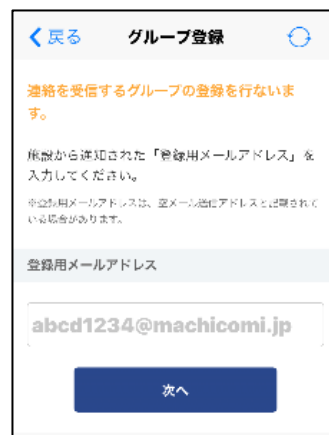 戻る グループ登録
連絡を受信するグループの登録を行ないま
す。
施設から通知された「登録用メールアドレス」を
入力してください。
※登録用メールアドレスは、空メール送信アドレスと記載されて
いる場合があります。
登録用メールアドレス
abcd1234@machicomi.jp
次へ